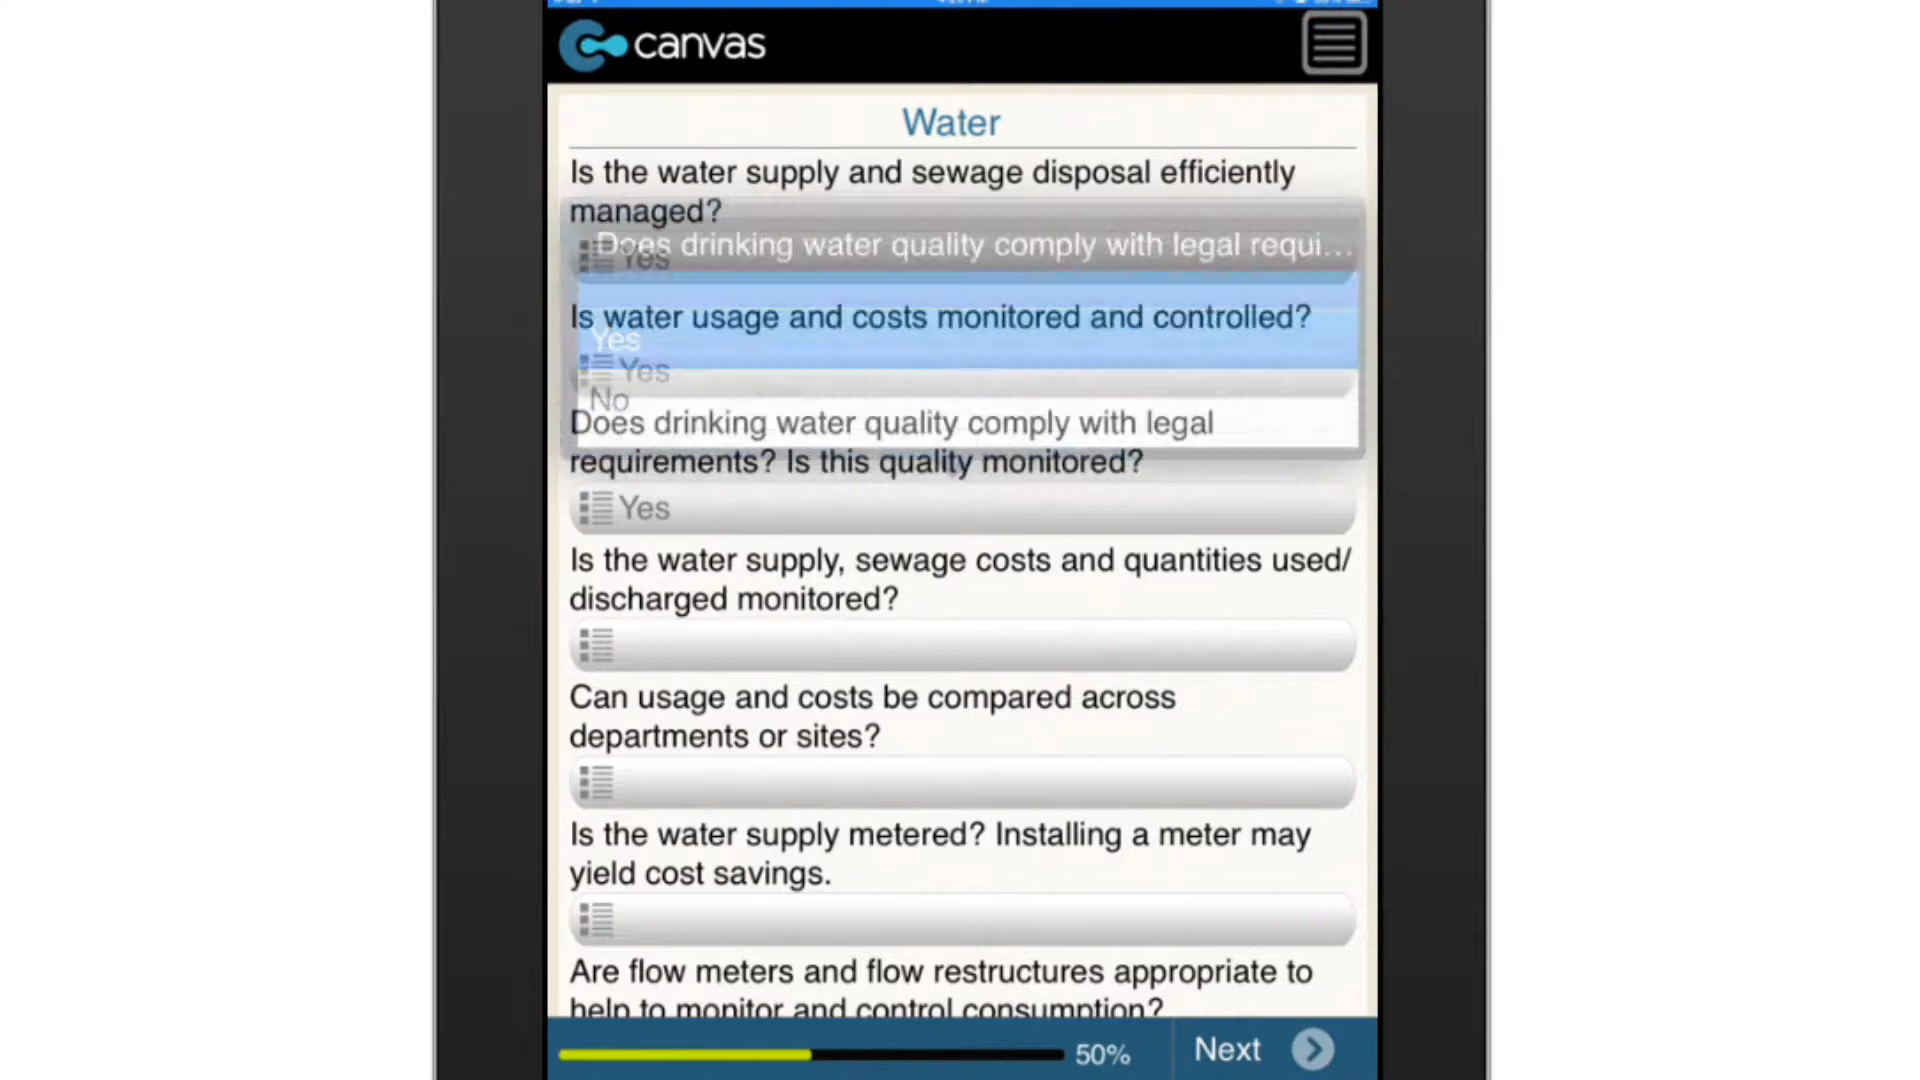 canvas
Water
Is the water supply and sewage disposal efficiently
managed?
Does drinking water quality comply with legal requi...
Yes
Is water usage and costs monitored and controlled?
Yes
Yes
No
Does drinking water quality comply with legal
requirements? Is this quality monitored?
Yes
Is the water supply, sewage costs and quantities used/
discharged monitored?
Can usage and costs be compared across
departments or sites?
Is the water supply metered? Installing a meter may
yield cost savings.
Are flow meters and flow restructures appropriate to
help to monitor and control consumption?
50%
Next